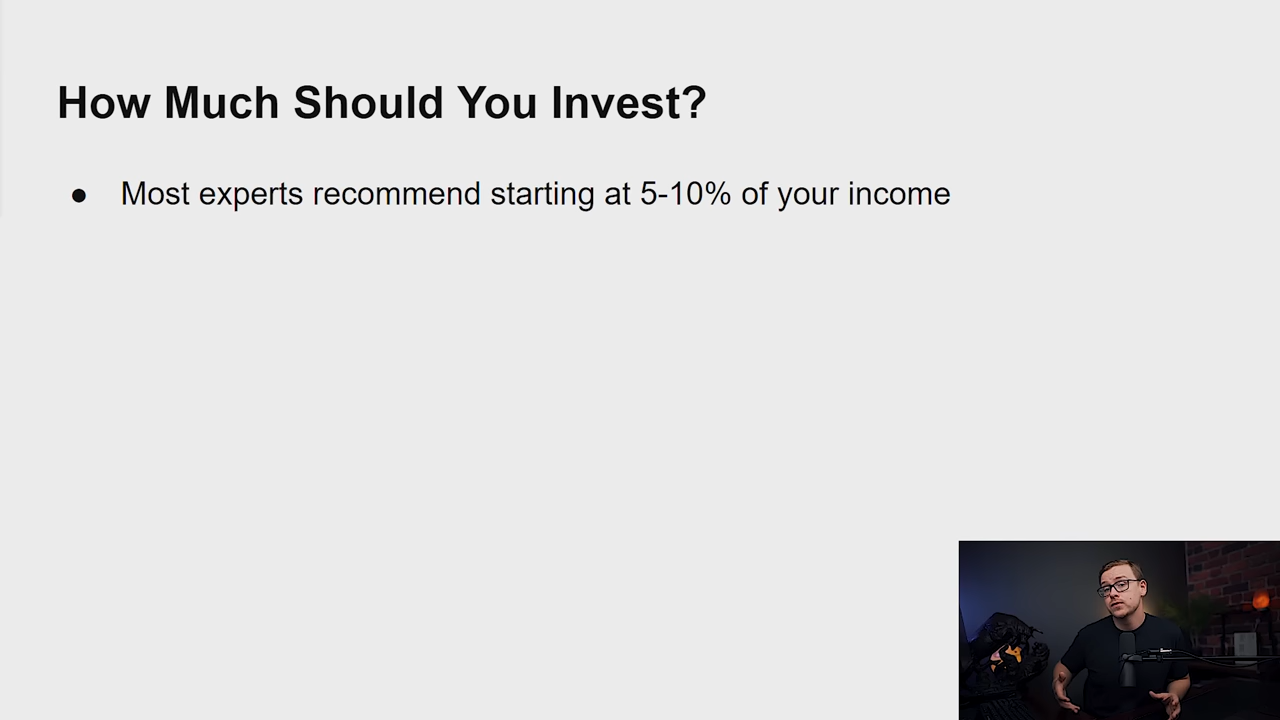 How Much Should You Invest?
● Most experts recommend starting at 5-10% of your income